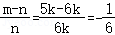 (m-n)/n = (5k-6k)/6k = -1/6